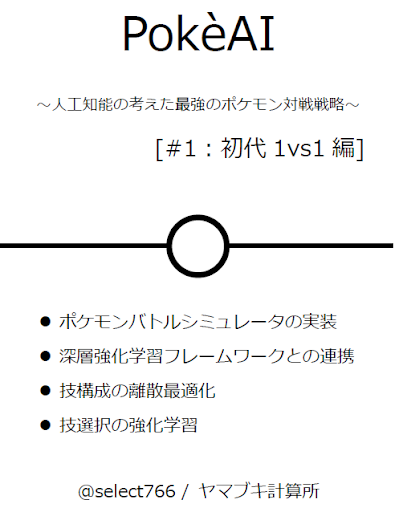 PokèAI
～人工知能の考えた最強のポケモン対戦戦略～
[#1：初代 1vs1 編]
● ポケモンバトルシミュレータの実装
● 深層強化学習フレームワークとの連携
● 技構成の離散最適化
● 技選択の強化学習
@select766 / ヤマブキ計算所